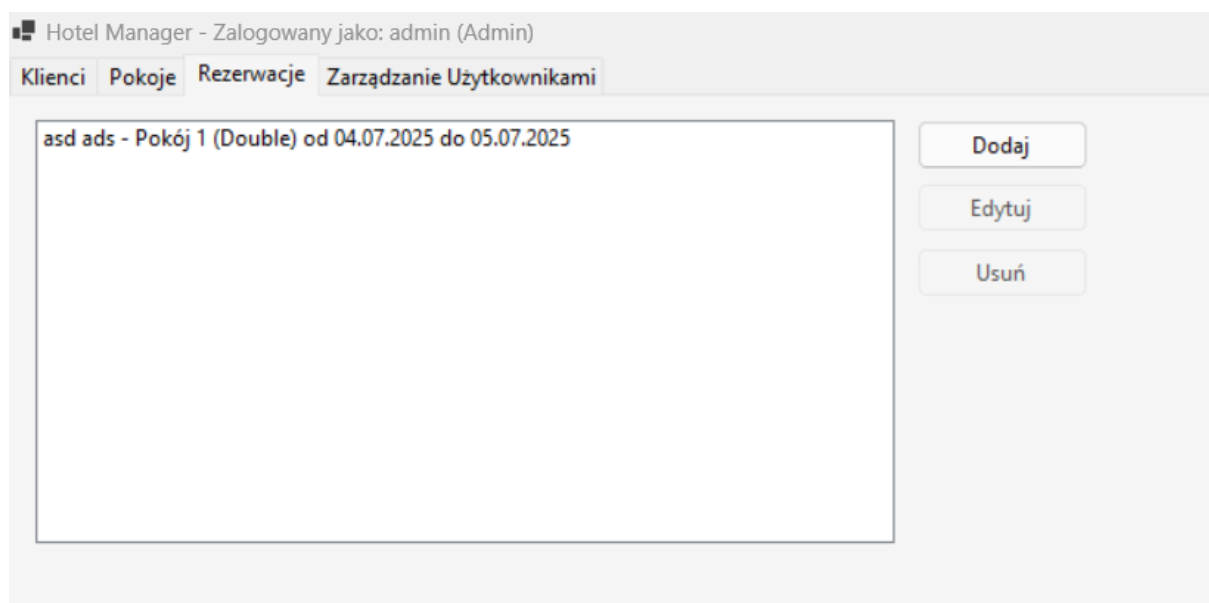 Hotel Manager - Zalogowany jako: admin (Admin)
Klienci Pokoje Rezerwacje Zarządzanie Użytkownikami
asd ads - Pokój 1 (Double) od 04.07.2025 do 05.07.2025
Dodaj
Edytuj
Usuń